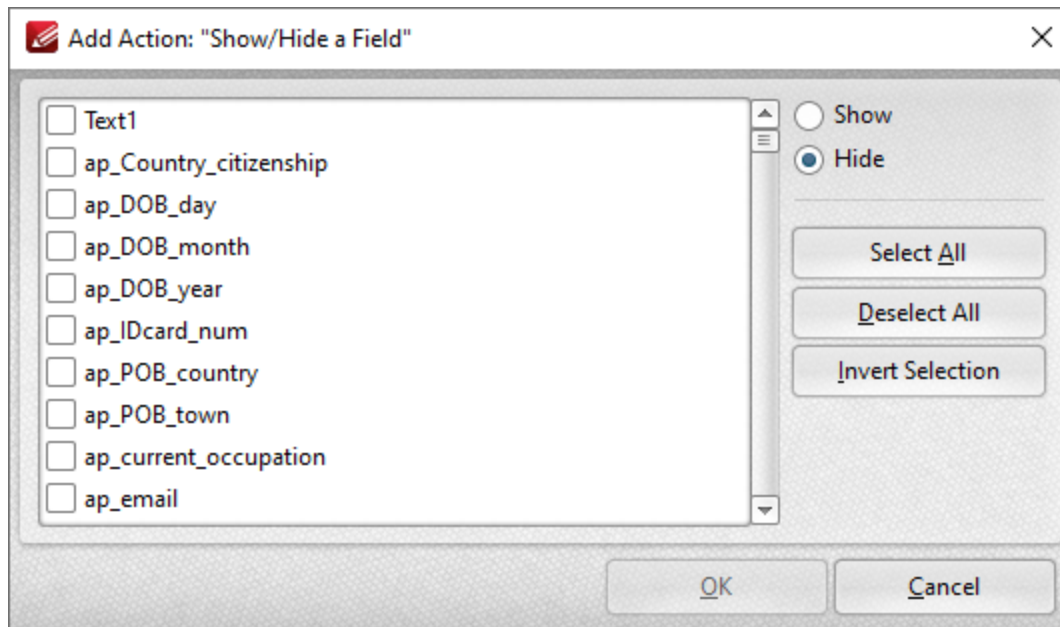 Add Action: "Show/Hide a Field"
Text1
ap_Country_citizenship
ap_DOB_day
ap_DOB_month
ap_DOB_year
ap_IDcard_num
ap_POB_country
ap_POB_town
ap_current_occupation
ap_email
Show
Hide
Select All
Deselect All
Invert Selection
OK
Cancel